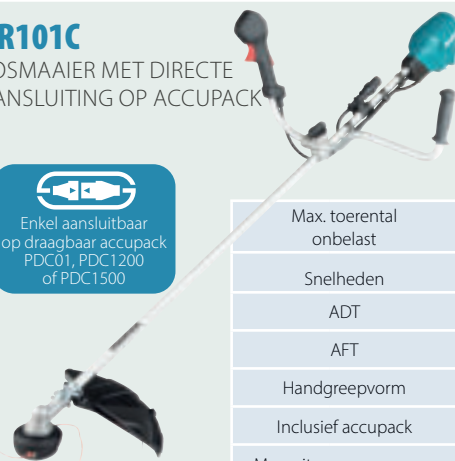 R101C
OSMAAIER MET DIRECTE
ANSLUITING OP ACCUPACK
Enkel aansluitbaar
op draagbaar accupack
PDC01, PDC1200
of PDC1500
Max. toerental
onbelast
Snelheden
ADT
AFT
Handgreepvorm
Inclusief accupack